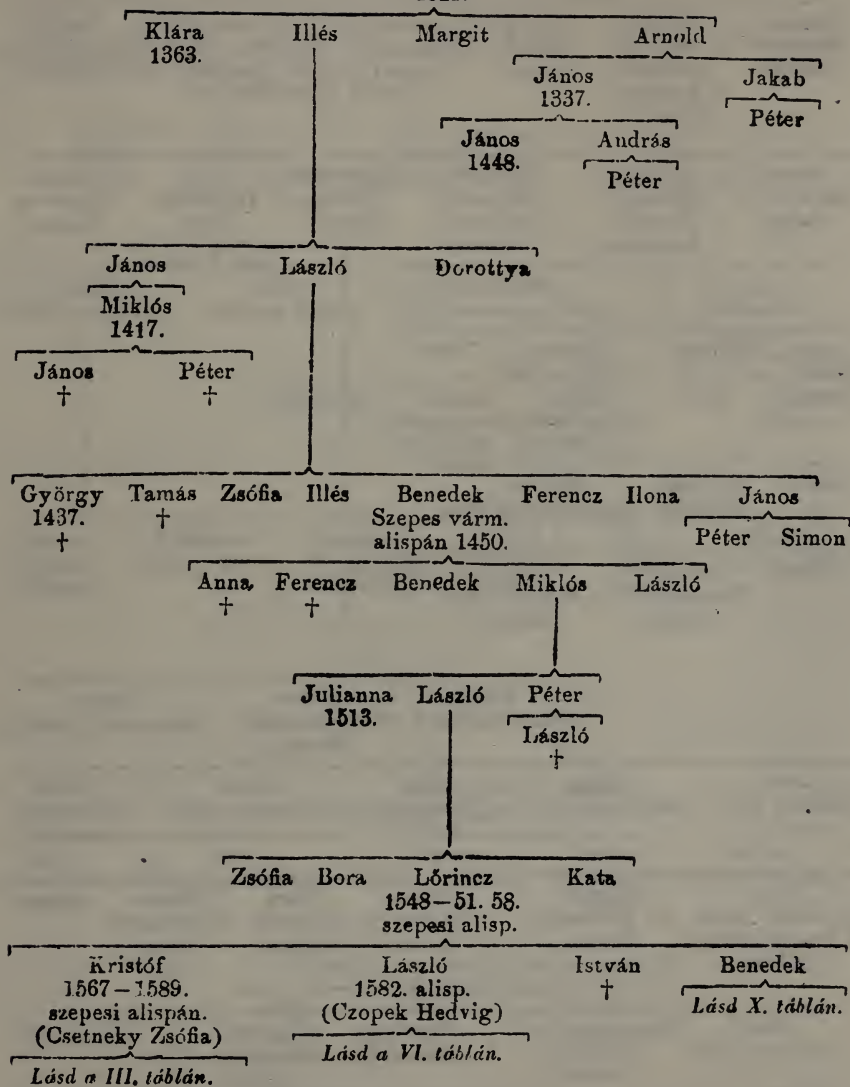 Klára Illés Margit Arnold
1363.
János Jakab
1337.
Péter
János András
1448.
Péter
János László Dorottya
Miklós
1417.
János Péter
† †
György Tamás Zsófia Illés Benedek Ferencz Ilona János
1437. † Szepes várm.
† alispán 1450. Péter Simon
Anna Ferencz Benedek Miklós László
† †
Julianna László Péter
1513.
László
†
Zsófia Bora Lőrincz Kata
1548–51. 58.
szepesi alisp.
Kristóf László István Benedek
1567–1589. 1582. alisp. †
szepesi alispán. (Czopek Hedvig) Lásd X. táblán.
(Csetneky Zsófia)
Lásd a VI. táblán.
Lásd a III. táblán.